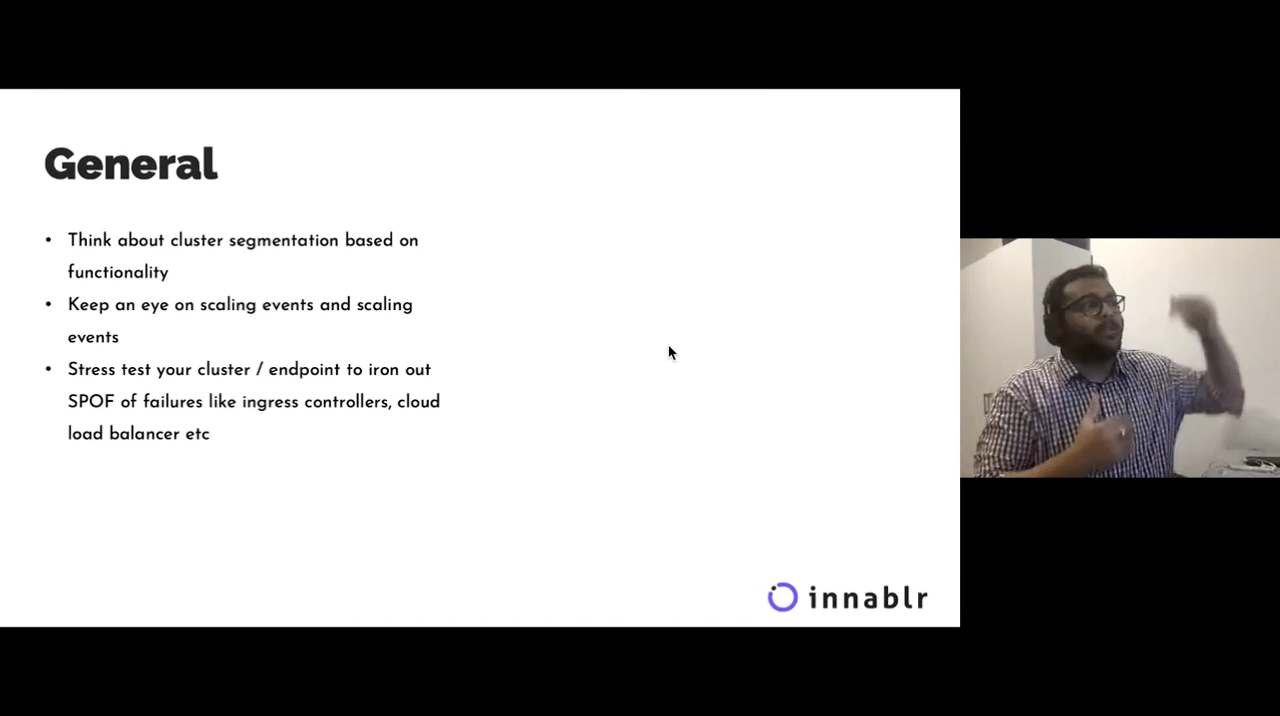 General
• Think about cluster segmentation based on
functionality
• Keep an eye on scaling events and scaling
events
• Stress test your cluster / endpoint to iron out
SPOF of failures like ingress controllers, cloud
load balancer etc
innablr